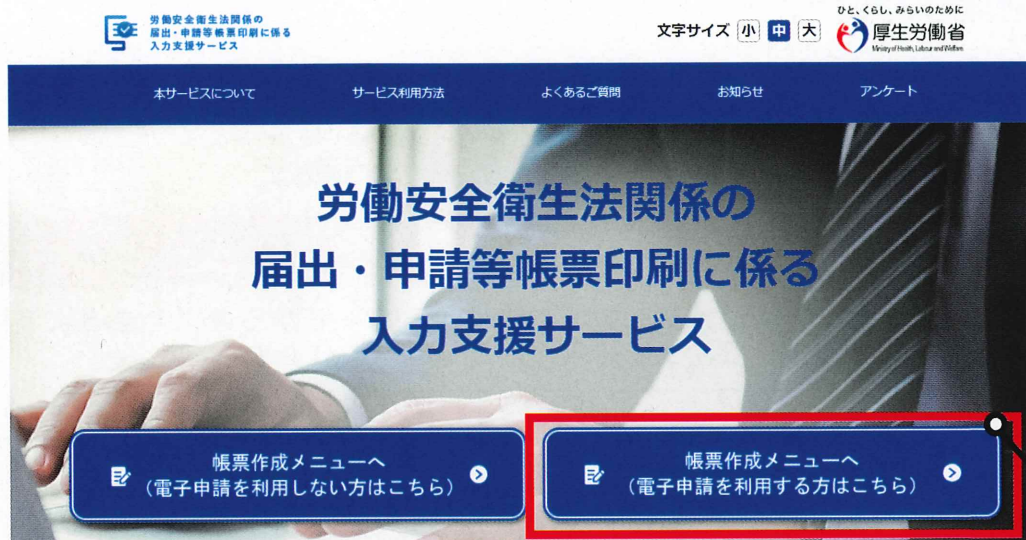 労働安全衛生法関係の
届出・申請等帳票印刷に係る
入力支援サービス
文字サイズ 小 中 大
ひと、くらし、みらいのために
厚生労働省
Ministry of Health, Labour and Welfare
本サービスについて サービス利用方法 よくあるご質問 お知らせ アンケート
労働安全衛生法関係の
届出・申請等帳票印刷に係る
入力支援サービス
帳票作成メニューへ
（電子申請を利用しない方はこちら）
帳票作成メニューへ
（電子申請を利用する方はこちら）